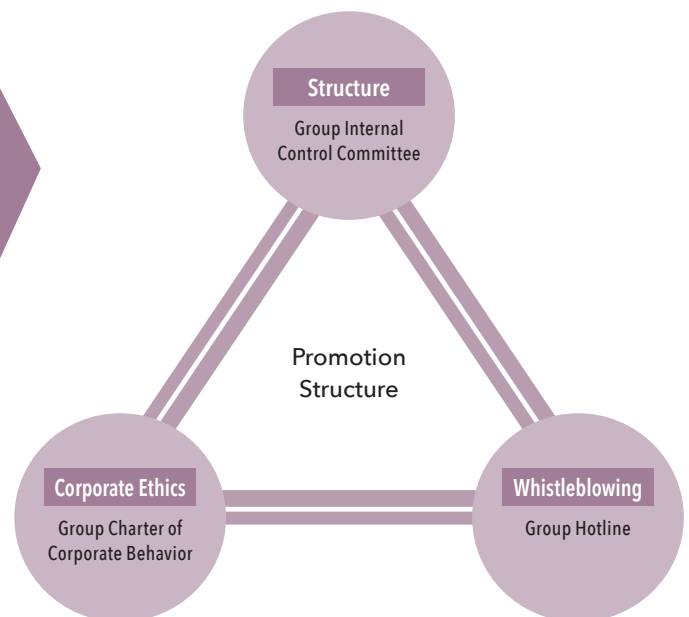 Structure
Group Internal
Control Committee
Promotion
Structure
Corporate Ethics
Group Charter of
Corporate Behavior
Whistleblowing
Group Hotline